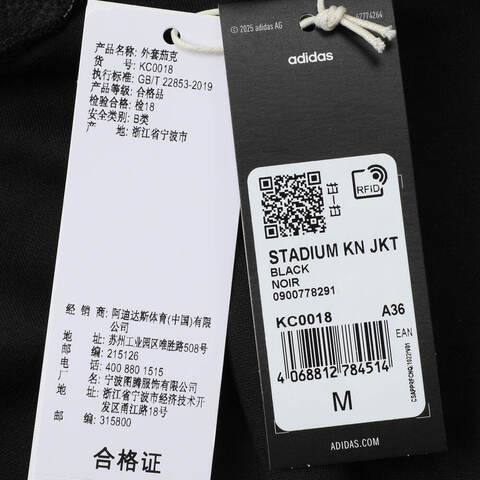 产品名称: 外套茄克
货 号: KC0018
执行标准: GB/T 22853-2019
产品等级: 合格品
检验合格: 检18
安全类别: B类
产 地: 浙江省宁波市
经 销 商: 阿迪达斯体育(中国)有限
公司
地 址: 苏州工业园区唯胜路508号
邮 编: 215126
电 话: 400 880 1515
制 造 商: 宁波图腾服饰有限公司
地 址: 浙江省宁波市经济技术开
发区甬江路18号
邮 编: 315800
合格证
© 2025 adidas AG
adidas
RFID
STADIUM KN JKT
BLACK
NOIR
0900778291
KC0018 A36
EAN
4 068812 784514
M
ADIDAS.COM